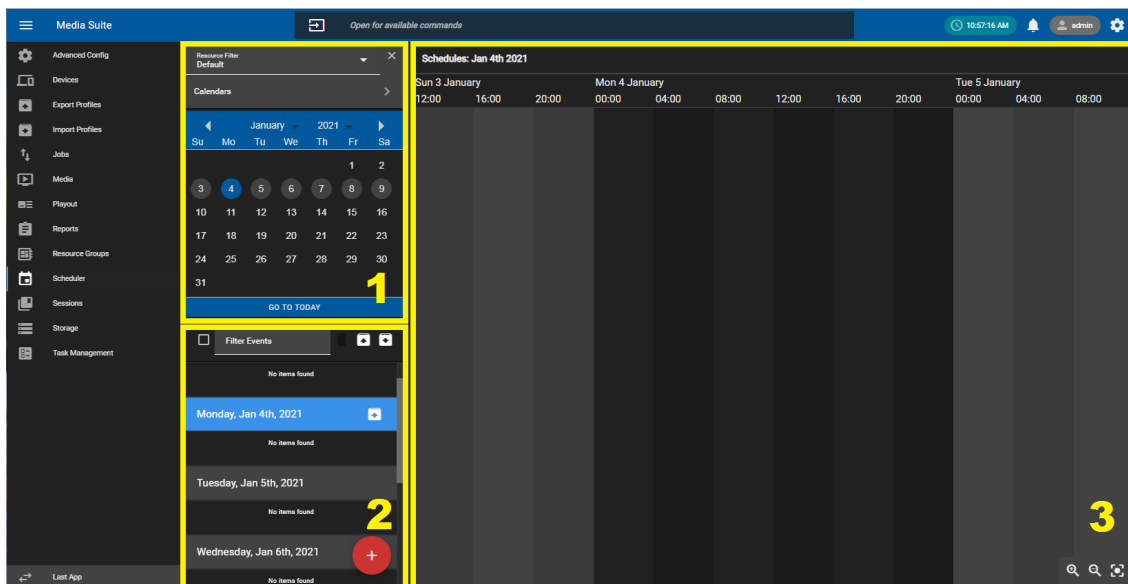 Media Suite
Open for available commands
10:57:16 AM
admin
Advanced Config
Devices
Export Profiles
Import Profiles
Jobs
Media
Playout
Reports
Resource Groups
Scheduler
Sessions
Storage
Task Management
Last App
Resource Filter
Default
Calendars
January 2021
Su Mo Tu We Th Fr Sa
1 2
3 4 5 6 7 8 9
10 11 12 13 14 15 16
17 18 19 20 21 22 23
24 25 26 27 28 29 30
31
1
GO TO TODAY
Filter Events
No items found
Monday, Jan 4th, 2021
No items found
Tuesday, Jan 5th, 2021
No items found
2
Wednesday, Jan 6th, 2021
No items found
Schedules: Jan 4th 2021
Sun 3 January Mon 4 January Tue 5 January
12:00 16:00 20:00 00:00 04:00 08:00 12:00 16:00 20:00 00:00 04:00 08:00
3